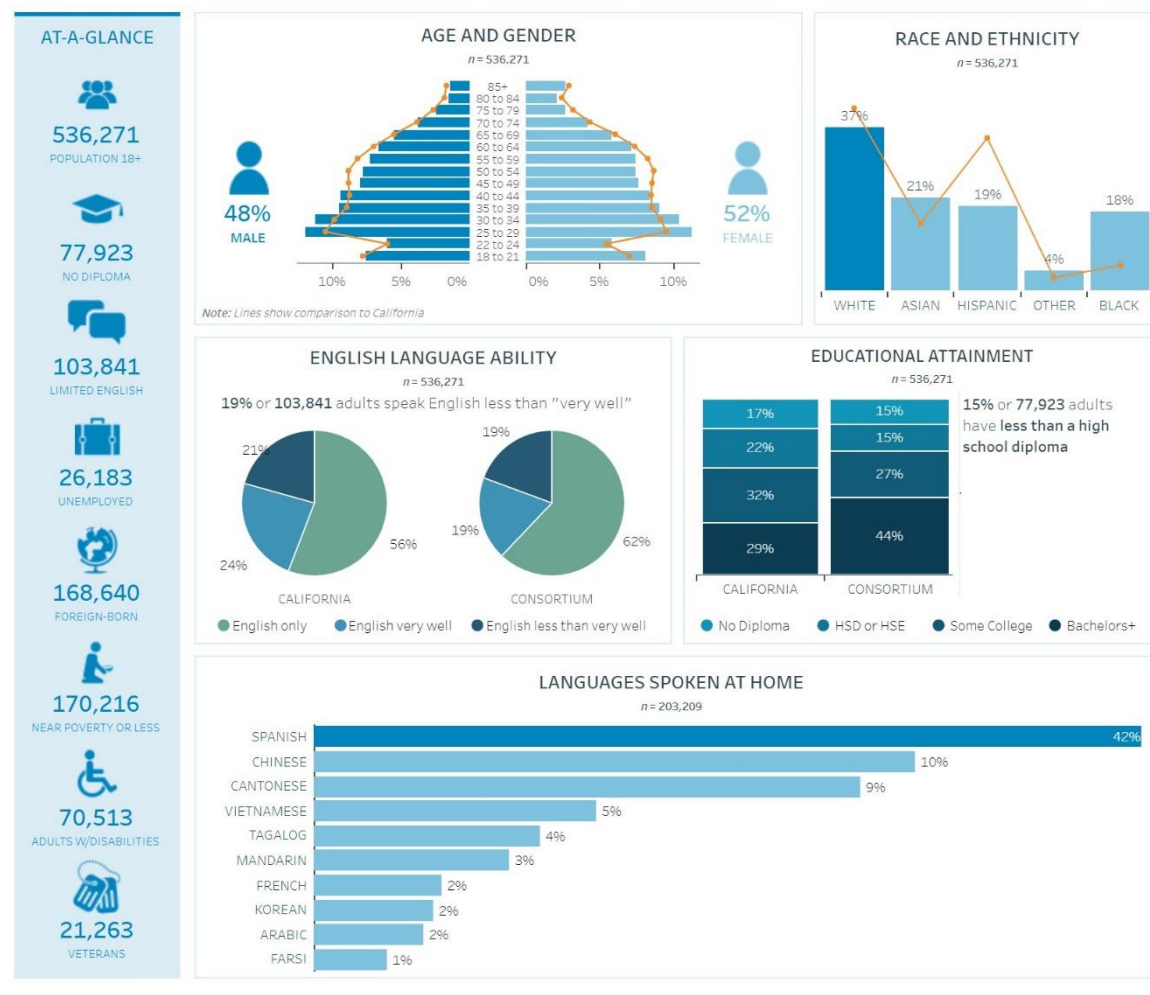 AT-A-GLANCE
536,271
POPULATION 18+
77,923
NO DIPLOMA
103,841
LIMITED ENGLISH
26,183
UNEMPLOYED
168,640
FOREIGN-BORN
170,216
NEAR POVERTY OR LESS
70,513
ADULTS W/DISABILITIES
21,263
VETERANS
AGE AND GENDER
n = 536,271
85+
80 to 84
75 to 79
70 to 74
65 to 69
60 to 64
55 to 59
50 to 54
45 to 49
40 to 44
35 to 39
30 to 34
25 to 29
22 to 24
18 to 21
48%
MALE
52%
FEMALE
10% 5% 0% 0% 5% 10%
Note: Lines show comparison to California
RACE AND ETHNICITY
n = 536,271
37% 21% 19% 4% 18%
WHITE ASIAN HISPANIC OTHER BLACK
ENGLISH LANGUAGE ABILITY
n = 536,271
19% or 103,841 adults speak English less than "very well"
21% 24% 56%
19% 19% 62%
CALIFORNIA CONSORTIUM
English only English very well English less than very well
EDUCATIONAL ATTAINMENT
n = 536,271
17% 15%
22% 15%
32% 27%
29% 44%
CALIFORNIA CONSORTIUM
15% or 77,923 adults
have less than a high
school diploma
.
No Diploma HSD or HSE Some College Bachelors+
LANGUAGES SPOKEN AT HOME
n = 203,209
SPANISH 42%
CHINESE 10%
CANTONESE 9%
VIETNAMESE 5%
TAGALOG 4%
MANDARIN 3%
FRENCH 2%
KOREAN 2%
ARABIC 2%
FARSI 1%